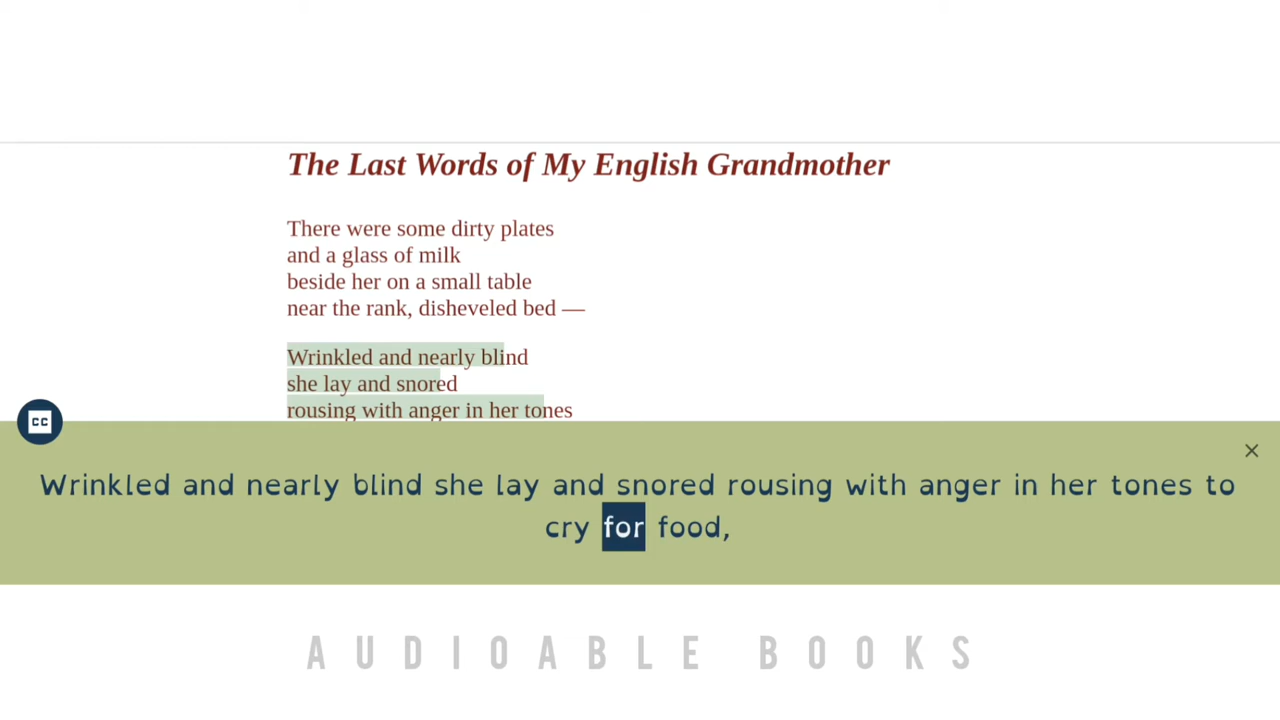 The Last Words of My English Grandmother
There were some dirty plates
and a glass of milk
beside her on a small table
near the rank, disheveled bed —
Wrinkled and nearly blind
she lay and snored
rousing with anger in her tones
CC
Wrinkled and nearly blind she lay and snored rousing with anger in her tones to
cry for food,
AUDIOABLE BOOKS